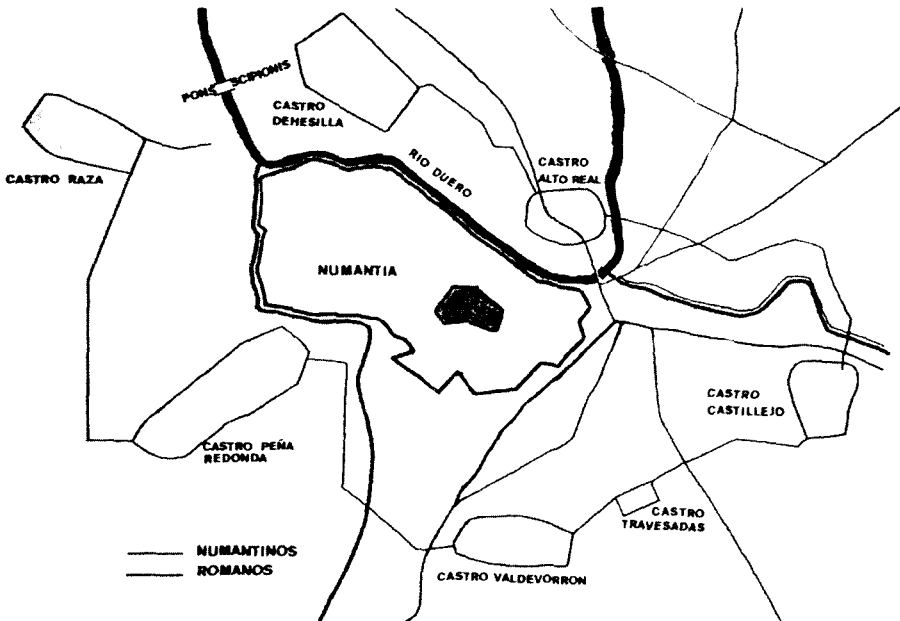 PONS SCIPIONIS
CASTRO
DEHESILLA
CASTRO RAZA
RIO DUERO
CASTRO
ALTO REAL
NUMANTIA
CASTRO
CASTILLEJO
CASTRO PEÑA
REDONDA
CASTRO
TRAVESADAS
NUMANTINOS
ROMANOS
CASTRO VALDEVORRON